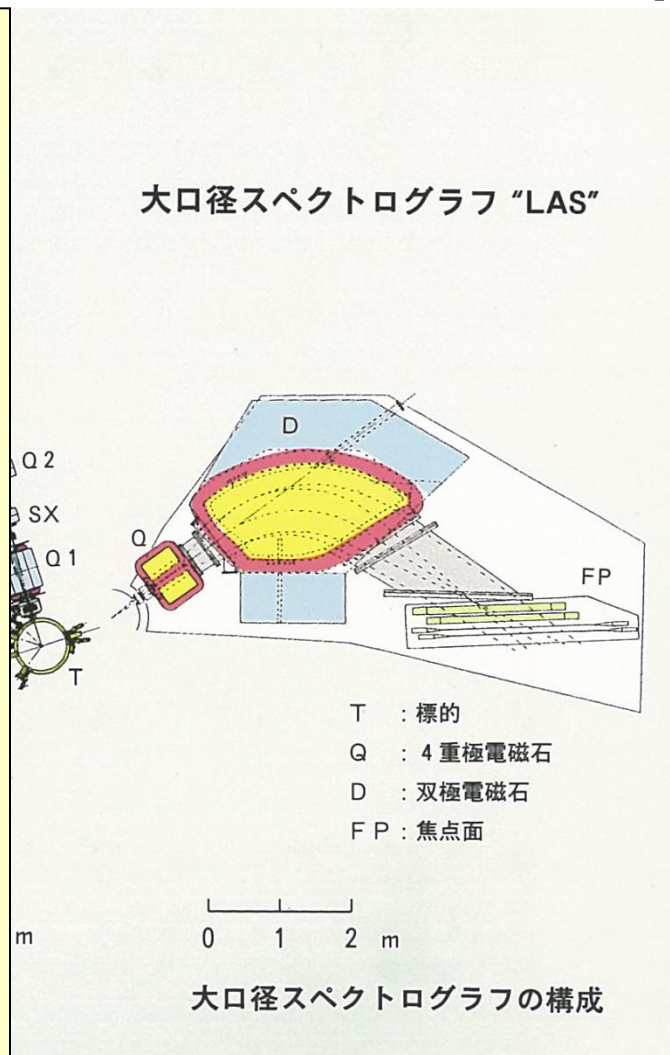 大口径スペクトログラフ “LAS”
D
Q2
SX
Q
Q1
FP
T
T : 標的
Q : 4重極電磁石
D : 双極電磁石
FP : 焦点面
m
0 1 2 m
大口径スペクトログラフの構成